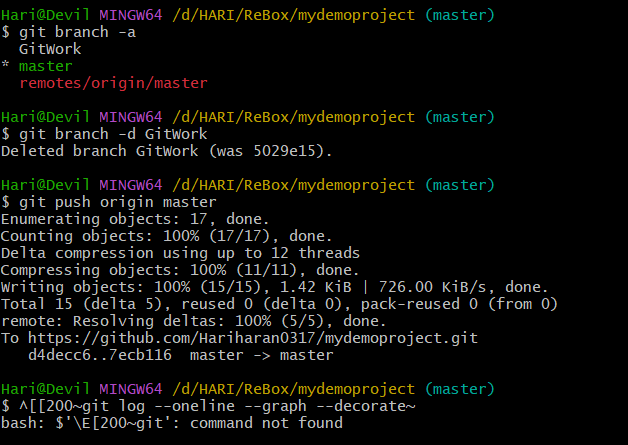 Hari@Devil MINGW64 /d/HARI/ReBox/mydemoproject (master)
$ git branch -a
  GitWork
* master
  remotes/origin/master

Hari@Devil MINGW64 /d/HARI/ReBox/mydemoproject (master)
$ git branch -d GitWork
Deleted branch GitWork (was 5029e15).

Hari@Devil MINGW64 /d/HARI/ReBox/mydemoproject (master)
$ git push origin master
Enumerating objects: 17, done.
Counting objects: 100% (17/17), done.
Delta compression using up to 12 threads
Compressing objects: 100% (11/11), done.
Writing objects: 100% (15/15), 1.42 KiB | 726.00 KiB/s, done.
Total 15 (delta 5), reused 0 (delta 0), pack-reused 0 (from 0)
remote: Resolving deltas: 100% (5/5), done.
To https://github.com/Hariharan0317/mydemoproject.git
   d4decc6..7ecb116  master -> master

Hari@Devil MINGW64 /d/HARI/ReBox/mydemoproject (master)
$ ^[[200~git log --oneline --graph --decorate~
bash: $'\E[200~git': command not found